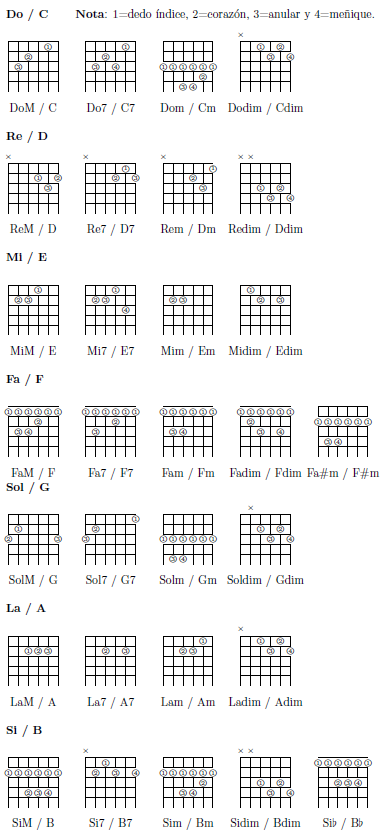 Do / C Nota: 1=dedo índice, 2=corazón, 3=anular y 4=meñique.
DoM / C Do7 / C7 Dom / Cm Dodim / Cdim
Re / D
ReM / D Re7 / D7 Rem / Dm Redim / Ddim
Mi / E
MiM / E Mi7 / E7 Mim / Em Midim / Edim
Fa / F
FaM / F Fa7 / F7 Fam / Fm Fadim / Fdim Fa#m / F#m
Sol / G
SolM / G Sol7 / G7 Solm / Gm Soldim / Gdim
La / A
LaM / A La7 / A7 Lam / Am Ladim / Adim
Si / B
SiM / B Si7 / B7 Sim / Bm Sidim / Bdim Si♭ / B♭